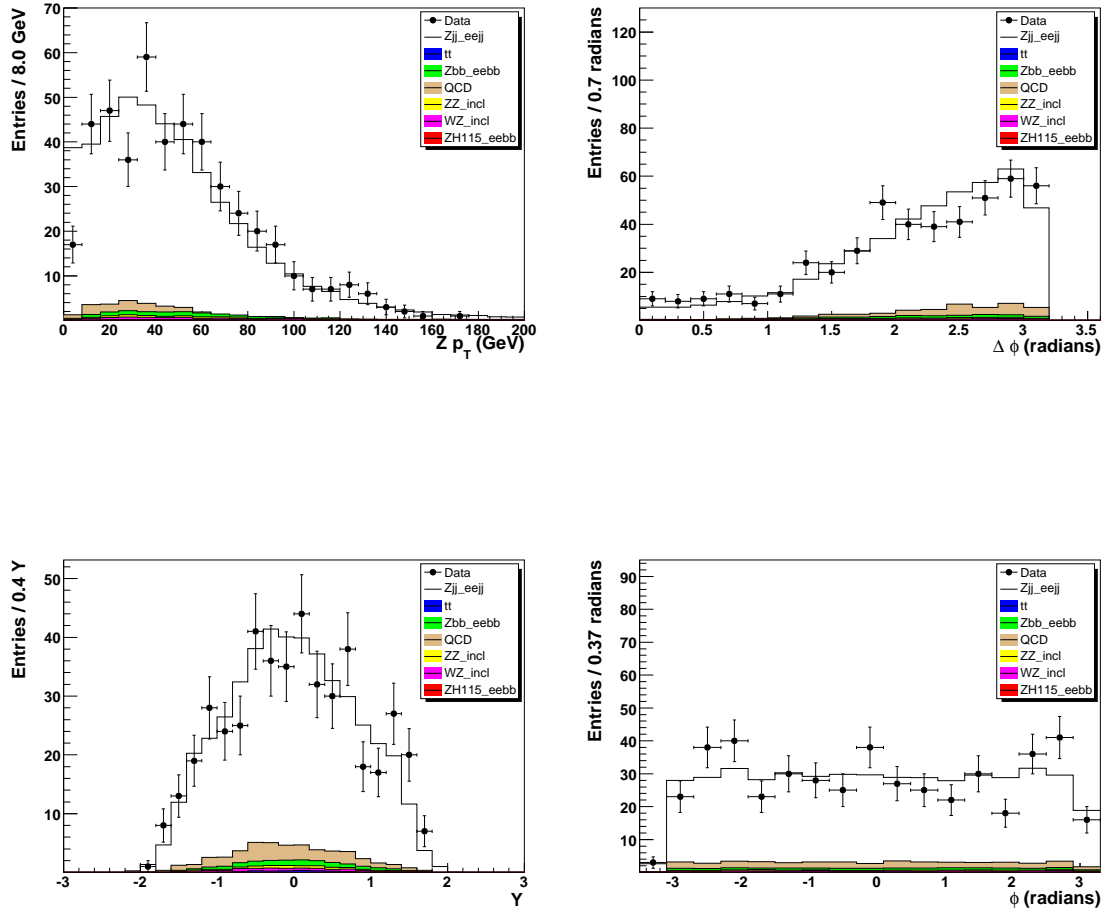 Entries / 8.0 GeV
70
60
50
40
30
20
10
0 20 40 60 80 100 120 140 160 180 200
Z p_T (GeV)
Data
Zjj_eejj
tt
Zbb_eebb
QCD
ZZ_incl
WZ_incl
ZH115_eebb
Entries / 0.7 radians
120
100
80
60
40
20
0 0.5 1 1.5 2 2.5 3 3.5
Δ ϕ (radians)
Data
Zjj_eejj
tt
Zbb_eebb
QCD
ZZ_incl
WZ_incl
ZH115_eebb
Entries / 0.4 Y
50
40
30
20
10
-3 -2 -1 0 1 2 3
Y
Data
Zjj_eejj
tt
Zbb_eebb
QCD
ZZ_incl
WZ_incl
ZH115_eebb
Entries / 0.37 radians
90
80
70
60
50
40
30
20
10
-3 -2 -1 0 1 2 3
ϕ (radians)
Data
Zjj_eejj
tt
Zbb_eebb
QCD
ZZ_incl
WZ_incl
ZH115_eebb